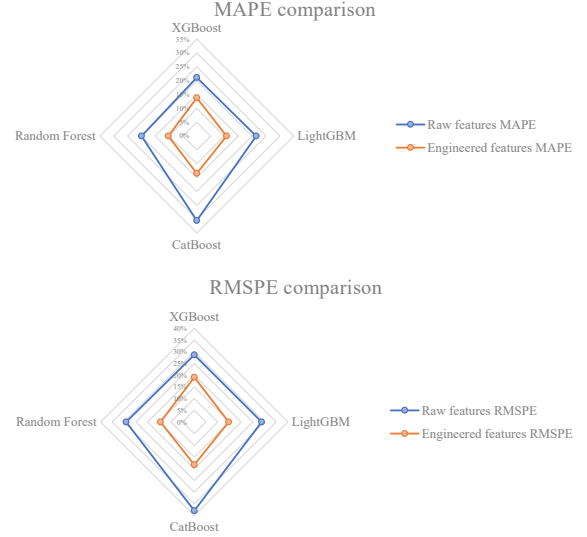 MAPE comparison
XGBoost
35%
30%
25%
20%
15%
10%
5%
0%
Random Forest
LightGBM
CatBoost
Raw features MAPE
Engineered features MAPE
RMSPE comparison
XGBoost
40%
35%
30%
25%
20%
15%
10%
5%
0%
Random Forest
LightGBM
CatBoost
Raw features RMSPE
Engineered features RMSPE